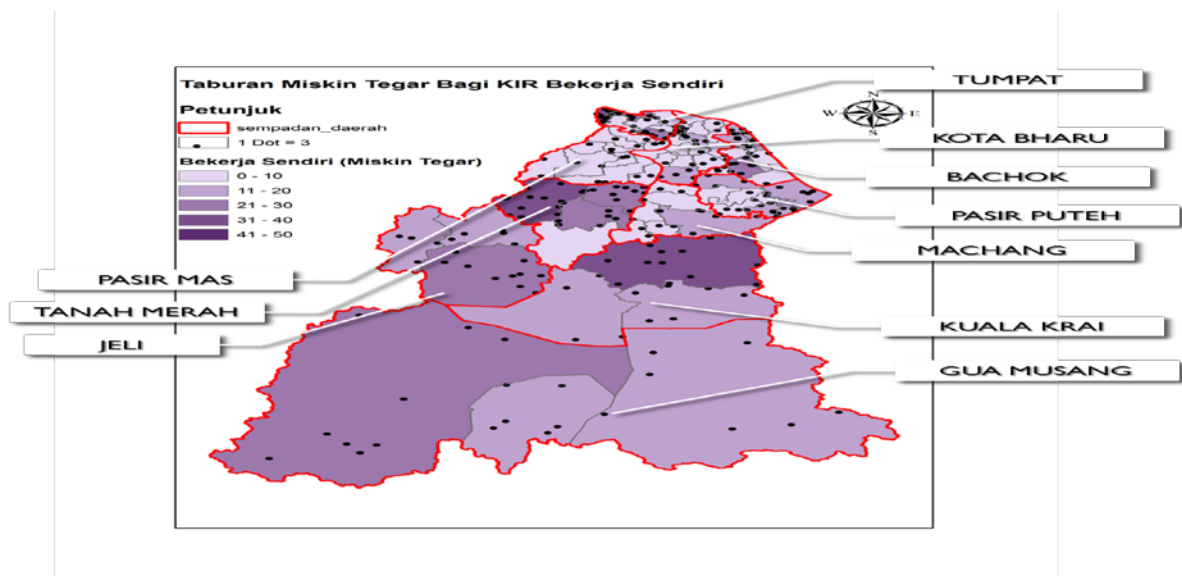 Taburan Miskin Tegar Bagi KIR Bekerja Sendiri
Petunjuk
sempadan_daerah
1 Dot = 3
Bekerja Sendiri (Miskin Tegar)
0 - 10
11 - 20
21 - 30
31 - 40
41 - 50
N
W E
S
TUMPAT
KOTA BHARU
BACHOK
PASIR PUTEH
MACHANG
PASIR MAS
TANAH MERAH
JELI
KUALA KRAI
GUA MUSANG